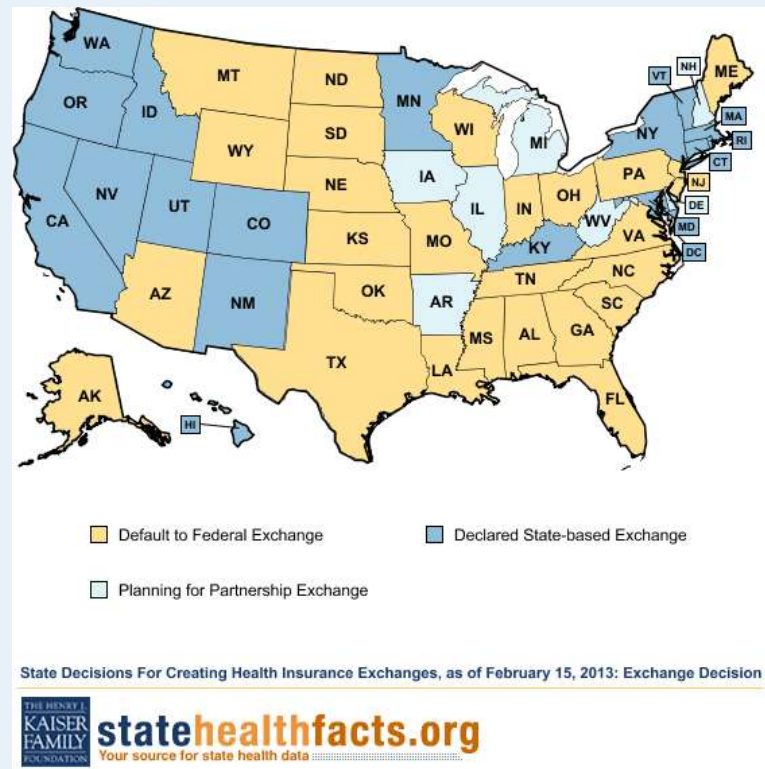 WA
MT
ND
MN
VT
NH
ME
OR
ID
SD
WI
MI
NY
MA
RI
WY
CT
IA
PA
NJ
NE
NV
UT
CO
IL
IN
OH
DE
WV
MD
CA
KS
MO
KY
VA
DC
AZ
NM
OK
AR
TN
NC
SC
MS
AL
GA
TX
LA
AK
HI
FL
Default to Federal Exchange
Declared State-based Exchange
Planning for Partnership Exchange
State Decisions For Creating Health Insurance Exchanges, as of February 15, 2013: Exchange Decision
THE HENRY J.
KAISER
FAMILY
FOUNDATION
statehealthfacts.org
Your source for state health data